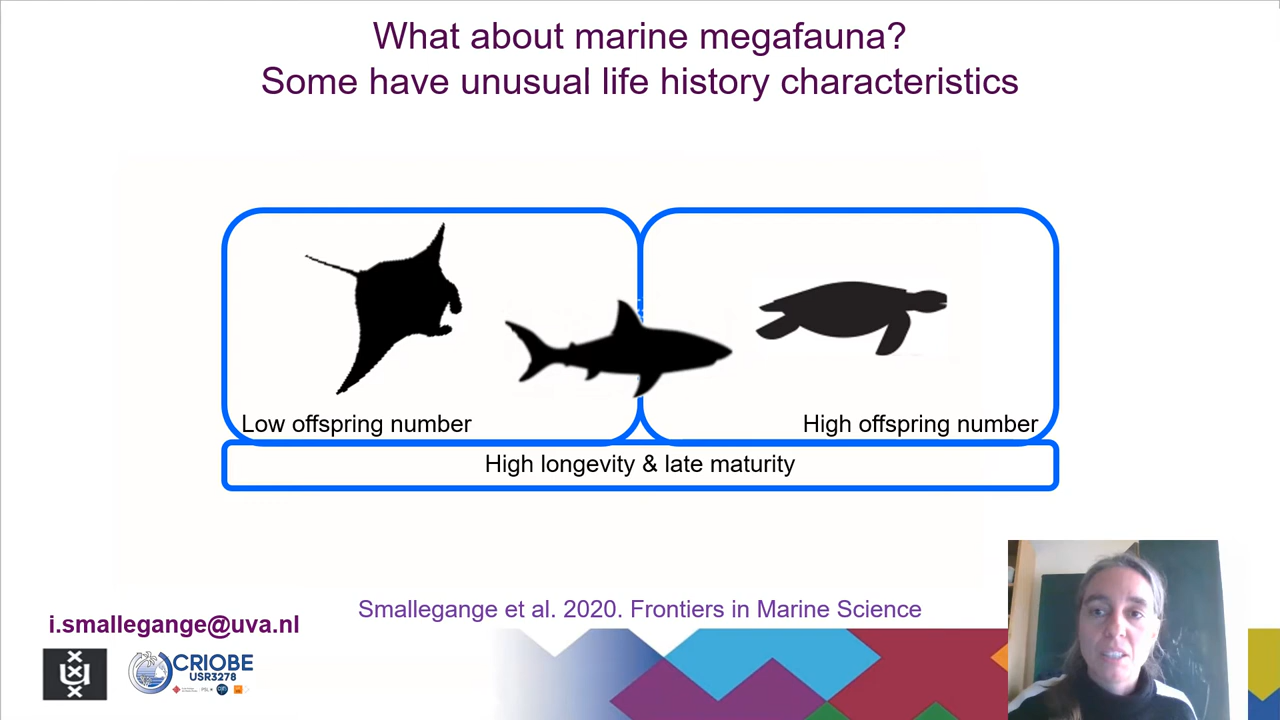 What about marine megafauna?
Some have unusual life history characteristics
Low offspring number
High offspring number
High longevity & late maturity
Smallegange et al. 2020. Frontiers in Marine Science
i.smallegange@uva.nl
CRIOBE
USR3278